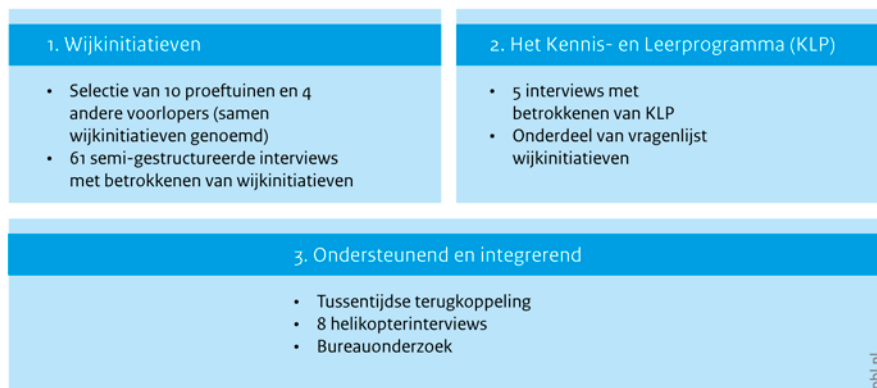 1. Wijkinitiatieven
• Selectie van 10 proeftuinen en 4
andere voorlopers (samen
wijkinitiatieven genoemd)
• 61 semi-gestructureerde interviews
met betrokkenen van wijkinitiatieven
2. Het Kennis- en Leerprogramma (KLP)
• 5 interviews met
betrokkenen van KLP
• Onderdeel van vragenlijst
wijkinitiatieven
3. Ondersteunend en integrerend
• Tussentijdse terugkoppeling
• 8 helikopterinterviews
• Bureauonderzoek
pbl.nl